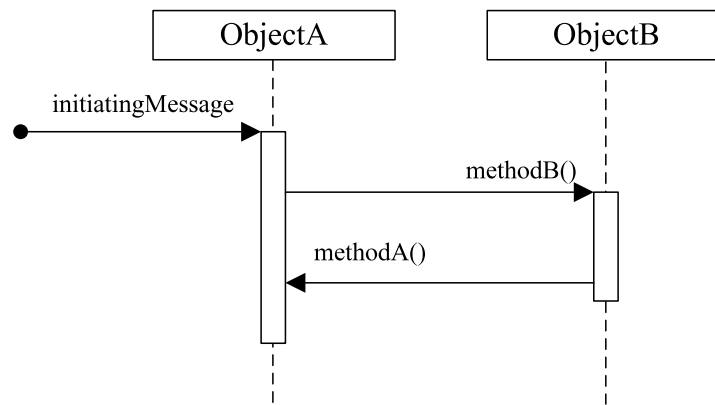 ObjectA
ObjectB
initiatingMessage
methodB()
methodA()